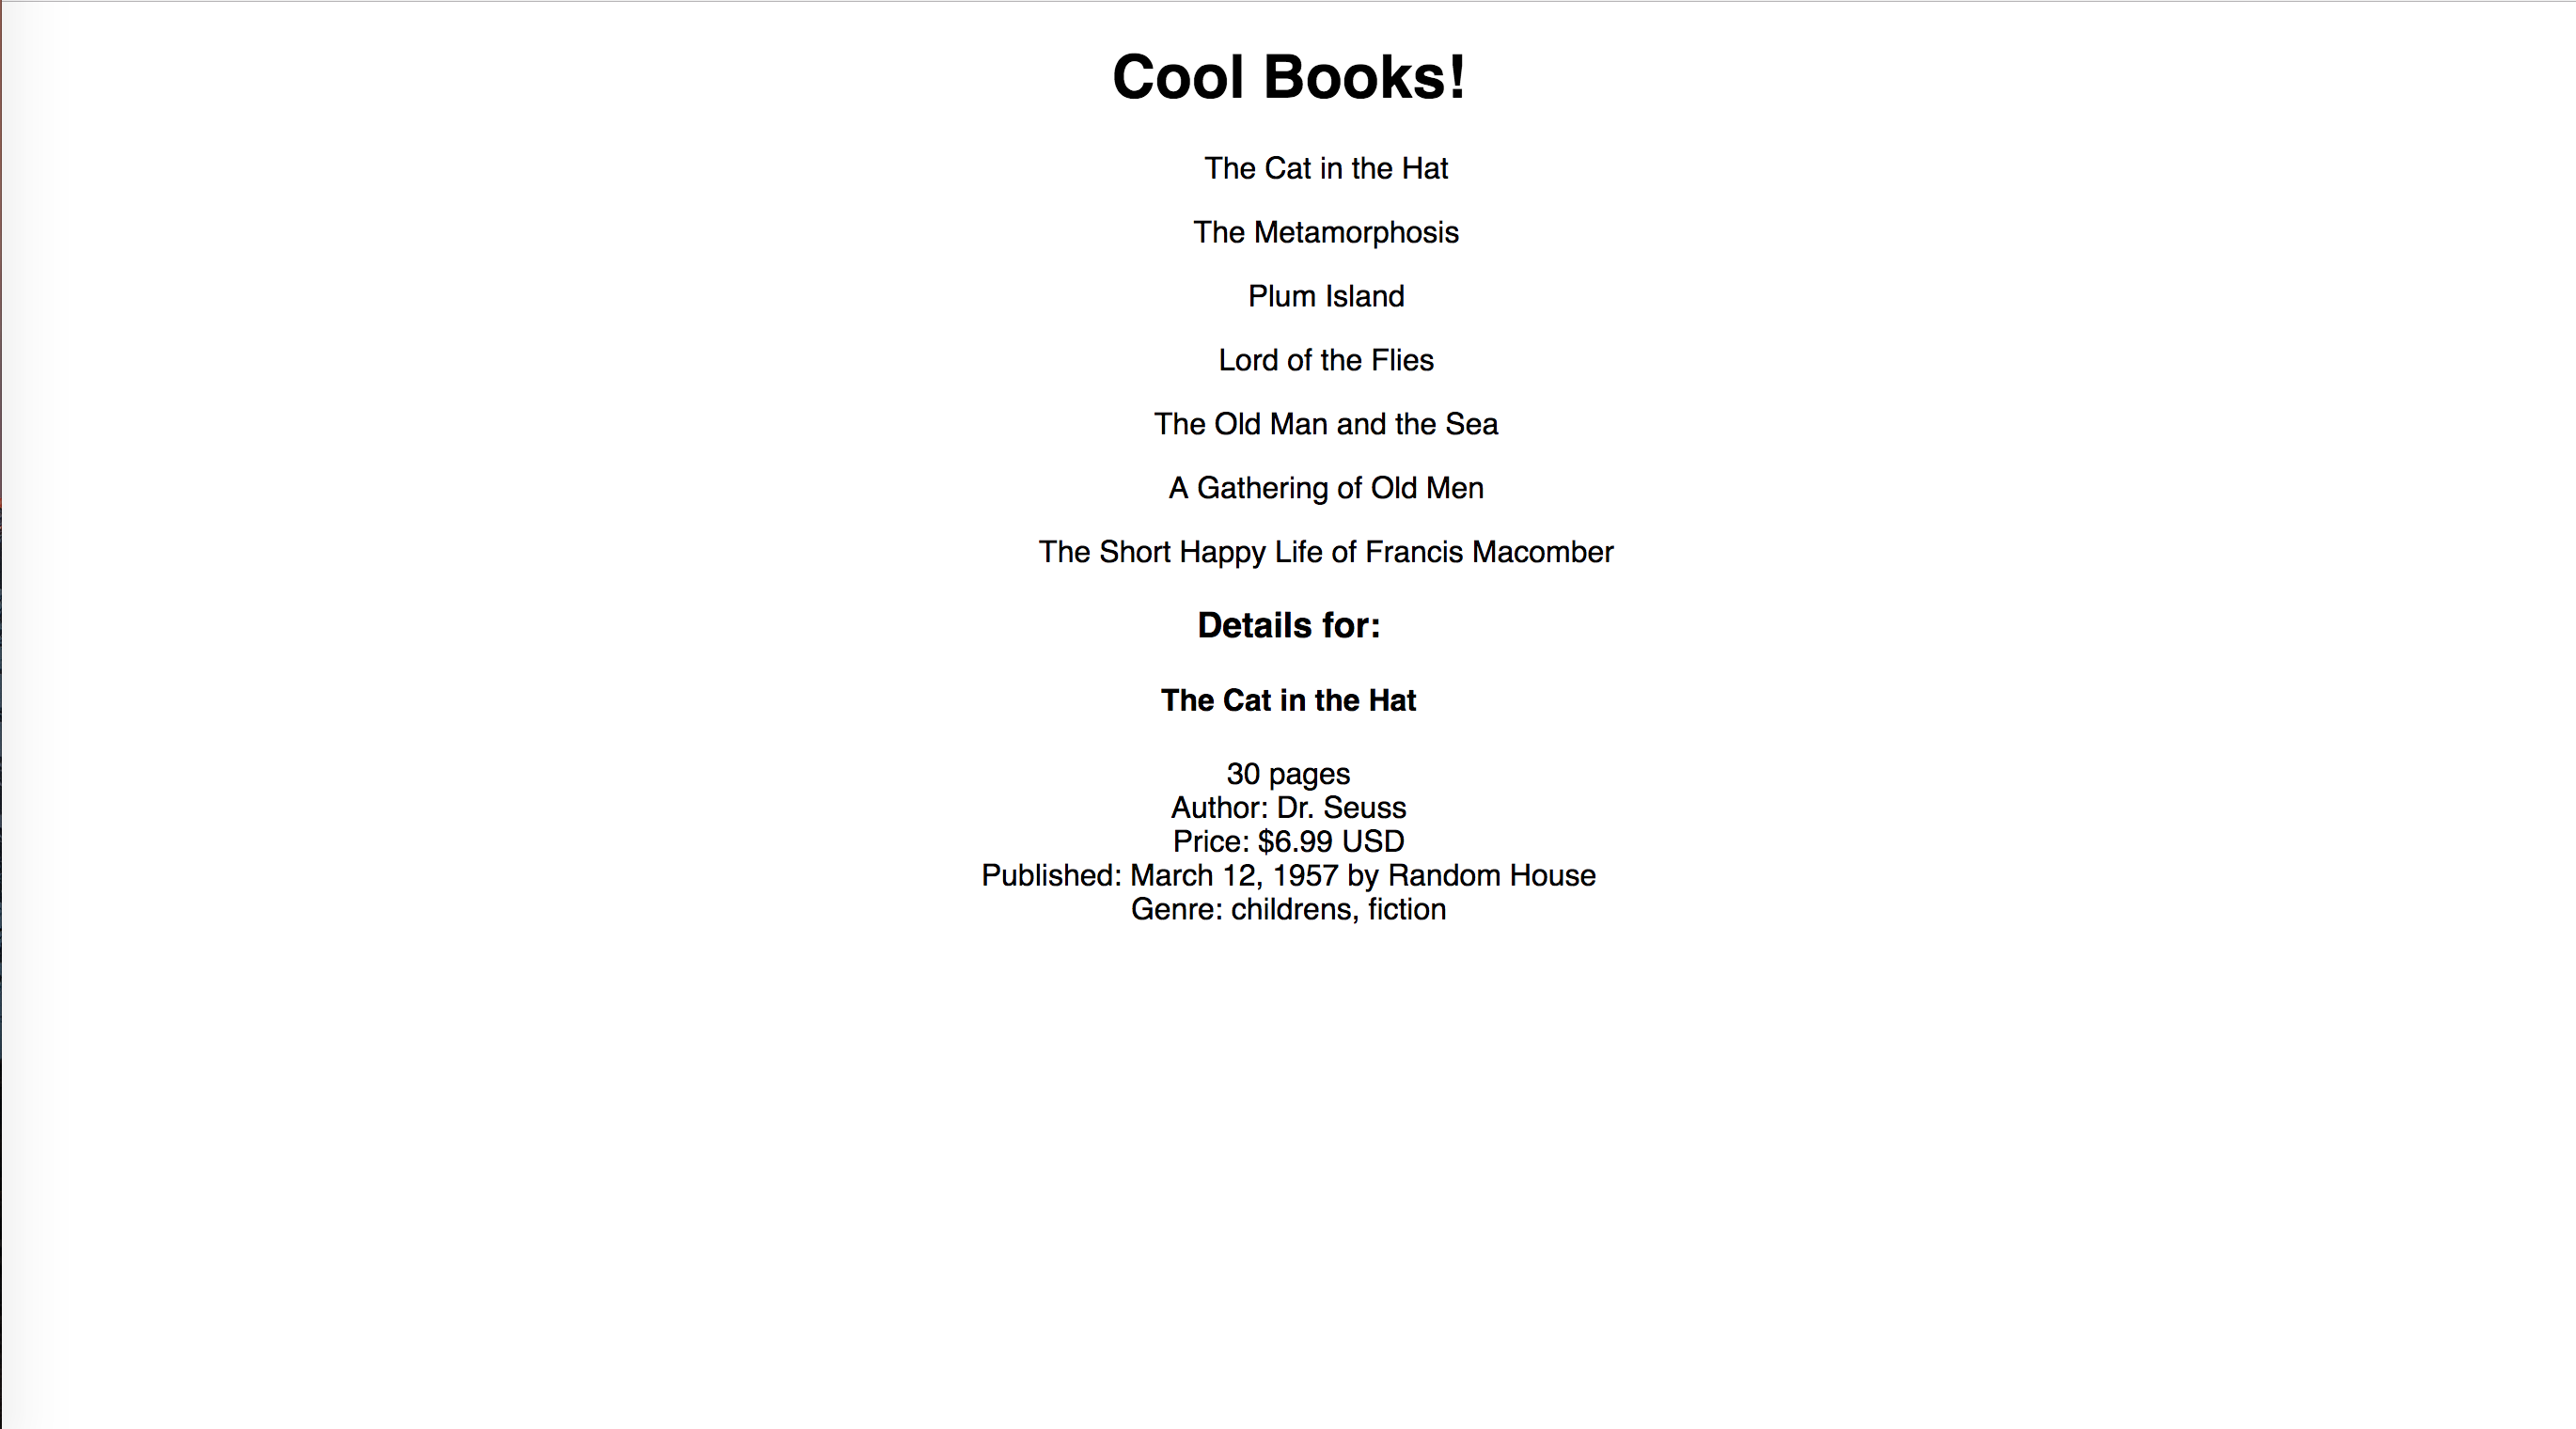 Cool Books!
The Cat in the Hat
The Metamorphosis
Plum Island
Lord of the Flies
The Old Man and the Sea
A Gathering of Old Men
The Short Happy Life of Francis Macomber
Details for:
The Cat in the Hat
30 pages
Author: Dr. Seuss
Price: $6.99 USD
Published: March 12, 1957 by Random House
Genre: childrens, fiction